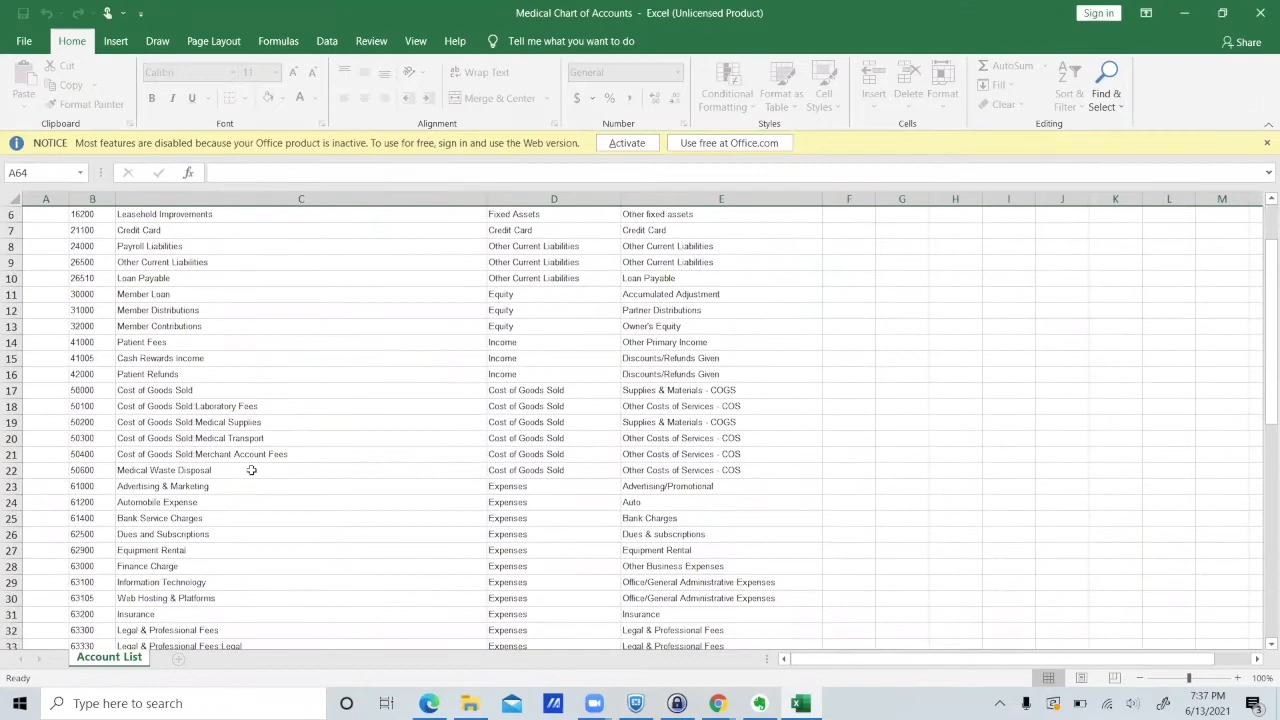 Medical Chart of Accounts - Excel (Unlicensed Product)
Sign in
File Home Insert Draw Page Layout Formulas Data Review View Help Tell me what you want to do
Share
Paste
Cut
Copy
Format Painter
Clipboard
Calibri 11
B I U
Font
Wrap Text
Merge & Center
Alignment
General
$ % ,
Number
Conditional Formatting
Format as Table
Cell Styles
Styles
Insert
Delete
Format
Cells
AutoSum
Fill
Clear
Sort & Filter
Find & Select
Editing
NOTICE Most features are disabled because your Office product is inactive. To use for free, sign in and use the Web version. Activate Use free at Office.com
A64 fx
A B C D E F G H I J K L M
6 16200 Leasehold Improvements Fixed Assets Other fixed assets
7 21100 Credit Card Credit Card Credit Card
8 24000 Payroll Liabilities Other Current Liabilities Other Current Liabilities
9 26500 Other Current Liabilities Other Current Liabilities Other Current Liabilities
10 26510 Loan Payable Other Current Liabilities Loan Payable
11 30000 Member Loan Equity Accumulated Adjustment
12 31000 Member Distributions Equity Partner Distributions
13 32000 Member Contributions Equity Owner's Equity
14 41000 Patient Fees Income Other Primary Income
15 41005 Cash Rewards income Income Discounts/Refunds Given
16 42000 Patient Refunds Income Discounts/Refunds Given
17 50000 Cost of Goods Sold Cost of Goods Sold Supplies & Materials - COGS
18 50100 Cost of Goods Sold:Laboratory Fees Cost of Goods Sold Other Costs of Services - COS
19 50200 Cost of Goods Sold:Medical Supplies Cost of Goods Sold Supplies & Materials - COGS
20 50300 Cost of Goods Sold:Medical Transport Cost of Goods Sold Other Costs of Services - COS
21 50400 Cost of Goods Sold:Merchant Account Fees Cost of Goods Sold Other Costs of Services - COS
22 50600 Medical Waste Disposal Cost of Goods Sold Other Costs of Services - COS
23 61000 Advertising & Marketing Expenses Advertising/Promotional
24 61200 Automobile Expense Expenses Auto
25 61400 Bank Service Charges Expenses Bank Charges
26 62500 Dues and Subscriptions Expenses Dues & subscriptions
27 62900 Equipment Rental Expenses Equipment Rental
28 63000 Finance Charge Expenses Other Business Expenses
29 63100 Information Technology Expenses Office/General Administrative Expenses
30 63105 Web Hosting & Platforms Expenses Office/General Administrative Expenses
31 63200 Insurance Expenses Insurance
32 63300 Legal & Professional Fees Expenses Legal & Professional Fees
33 63330 Legal & Professional Fees:Legal Expenses Legal & Professional Fees
Account List
Ready
100%
Type here to search
7:37 PM
6/13/2021
3